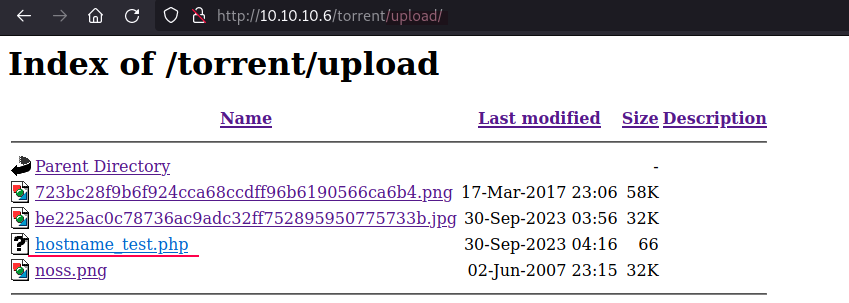 http://10.10.10.6/torrent/upload/
Index of /torrent/upload
Name Last modified Size Description
Parent Directory -
723bc28f9b6f924cca68ccdff96b6190566ca6b4.png 17-Mar-2017 23:06 58K
be225ac0c78736ac9adc32ff752895950775733b.jpg 30-Sep-2023 03:56 32K
hostname_test.php 30-Sep-2023 04:16 66
noss.png 02-Jun-2007 23:15 32K